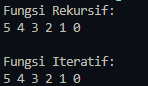 Fungsi Rekursif:
5 4 3 2 1 0
Fungsi Iteratif:
5 4 3 2 1 0